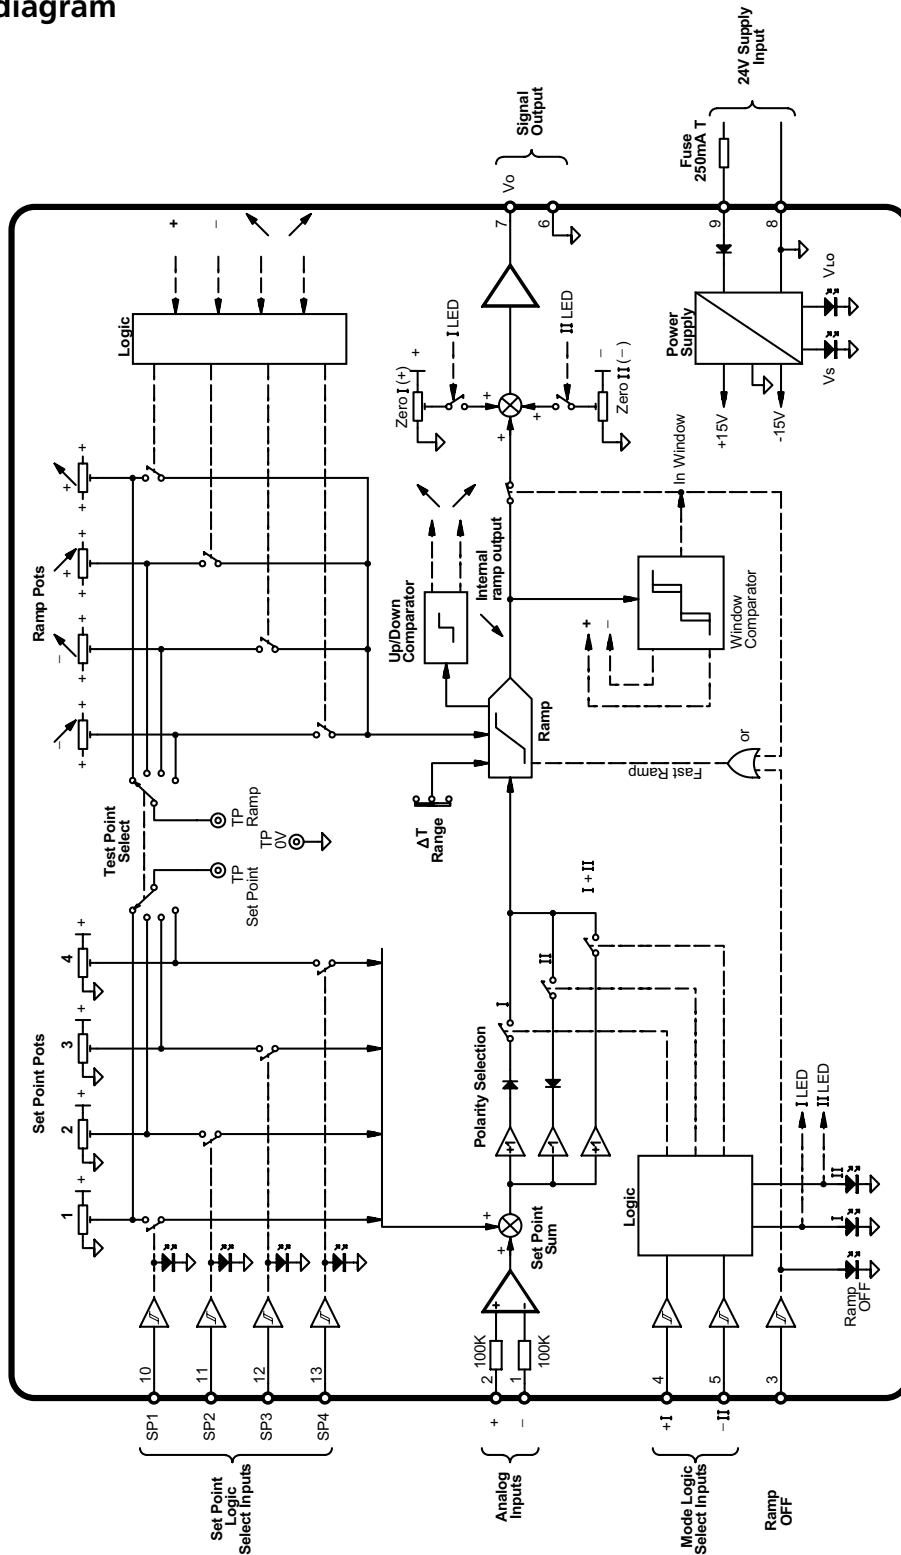 diagram
Set Point Pots
1
2
3
4
+
+
+
+
Test Point
Select
TP
Set Point
TP
Ramp
TP
0V
Ramp Pots
+
−
+
+
−
+
+
+
+
+
+
+
Logic
+
−
10
11
12
13
SP1
SP2
SP3
SP4
Set Point
Logic
Select Inputs
Analog
Inputs
+
−
2
1
100K
100K
+
−
+
+
Set Point
Sum
Polarity Selection
+1
-1
+1
I
II
I + II
ΔT
Range
Ramp
Up/Down
Comparator
Internal
ramp output
Zero I (+)
+
I LED
+
+
+
II LED
Zero II (−)
−
7
Vo
6
Signal
Output
Fast Ramp
or
+
−
Window
Comparator
In Window
Mode Logic
Select Inputs
+I
−II
4
5
Logic
I
II
I LED
II LED
Ramp
OFF
3
Ramp
OFF
Power
Supply
+15V
-15V
Vs
VLO
9
8
Fuse
250mA T
24V Supply
Input